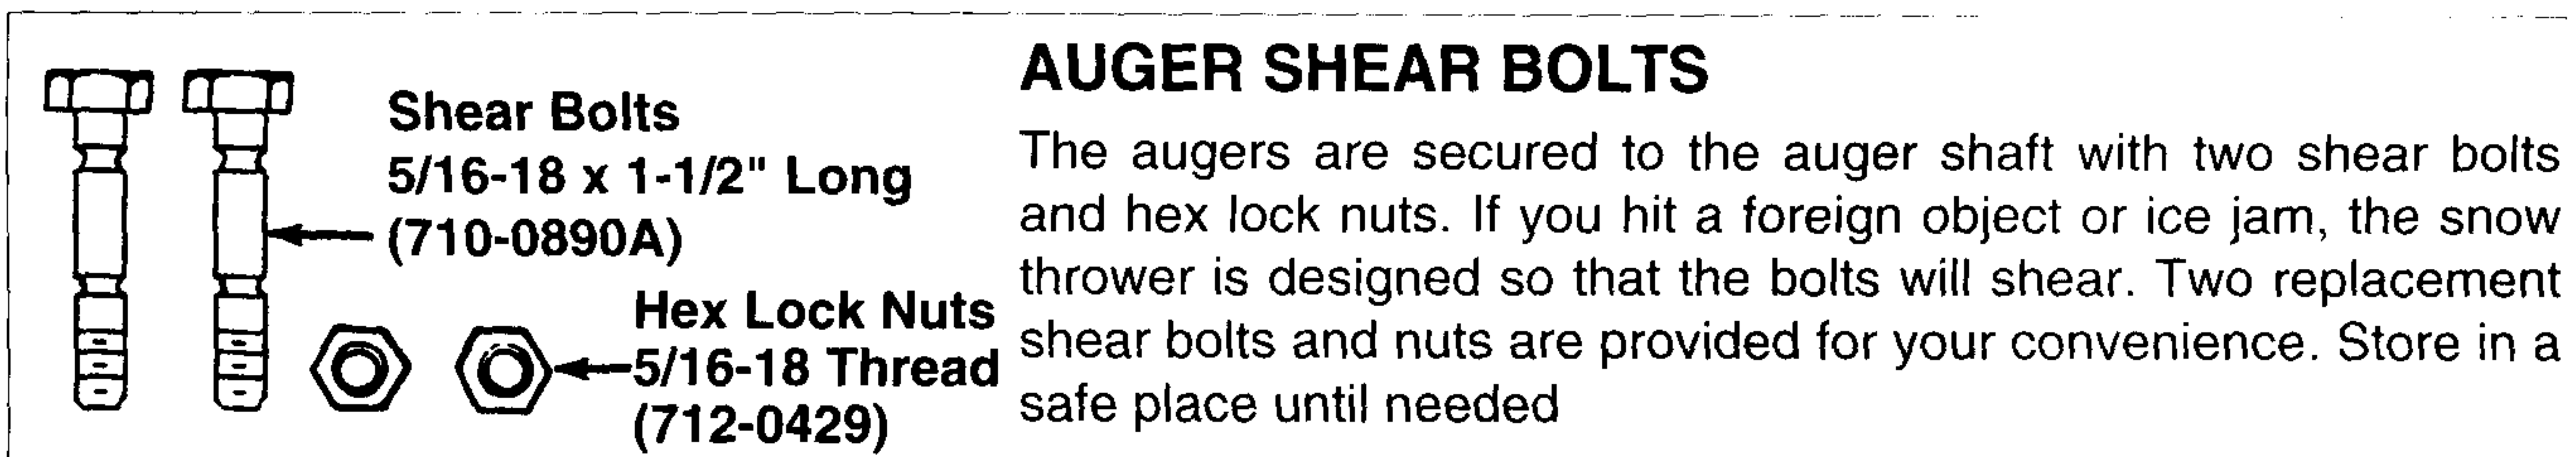 Shear Bolts
5/16-18 x 1-1/2" Long
(710-0890A)
Hex Lock Nuts
5/16-18 Thread
(712-0429)
AUGER SHEAR BOLTS
The augers are secured to the auger shaft with two shear bolts
and hex lock nuts. If you hit a foreign object or ice jam, the snow
thrower is designed so that the bolts will shear. Two replacement
shear bolts and nuts are provided for your convenience. Store in a
safe place until needed